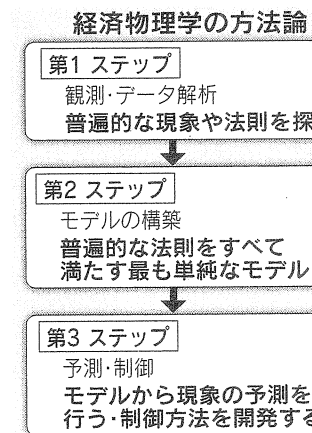 経済物理学の方法論
第1 ステップ
観測・データ解析
普遍的な現象や法則を探
第2 ステップ
モデルの構築
普遍的な法則をすべて
満たす最も単純なモデル
第3 ステップ
予測・制御
モデルから現象の予測を
行う・制御方法を開発する